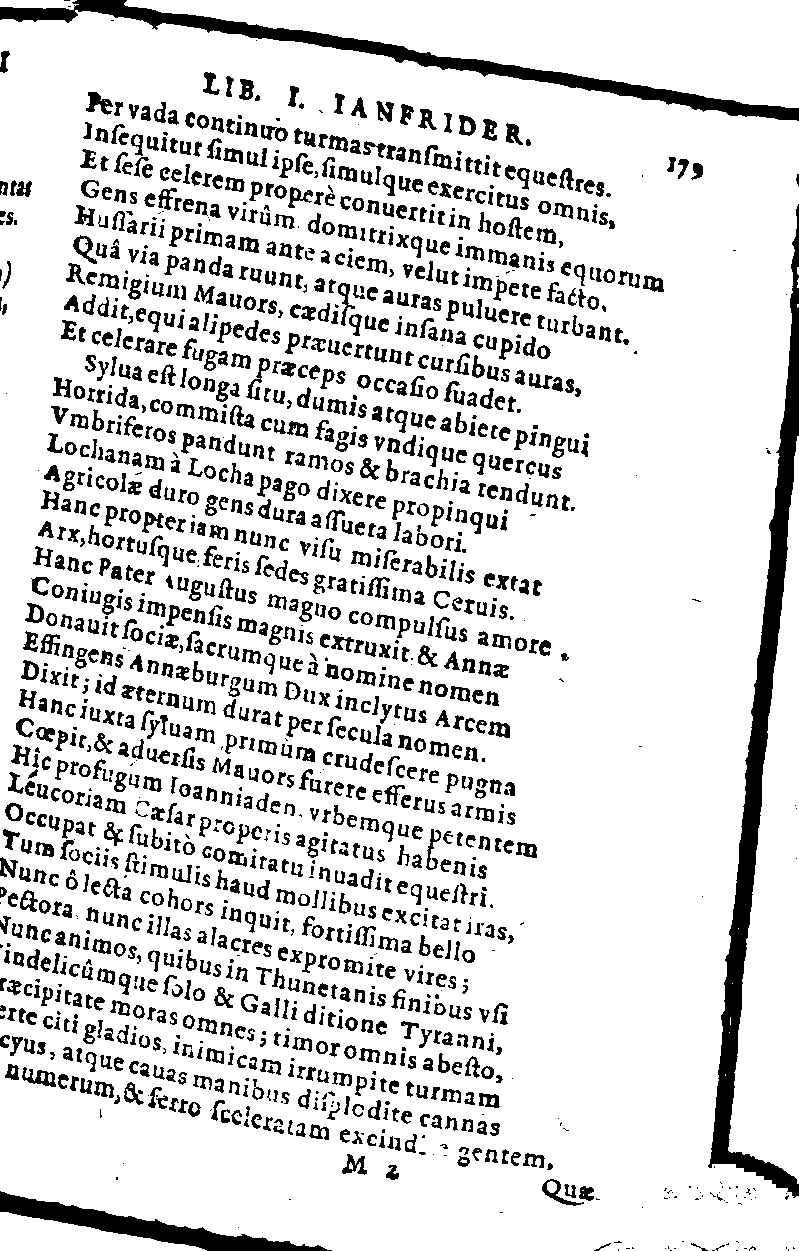 LIB. I. IANFRIDER. 179
Per vada continuò turmas transmittit equeſtres.
Inſequitur ſimul ipſe, ſimulque exercitus omnis,
Et ſeſe celerem properè conuertit in hoſtem,
Gens effrena virûm domitrixque immanis equorum
Huſſarii primam ante aciem, velut impete facto.
Quâ via panda ruunt, atque auras puluere turbant.
Remigium Mauors, cædiſque inſana cupido
Addit, equi alipedes præuertunt curſibus auras,
Et celerare fugam præceps occaſio ſuadet.
Sylua eſt longa ſitu, dumis atque abiete pingui
Horrida, commiſta cum fagis vndique quercus
Vmbriferos pandunt ramos & brachia tendunt.
Lochanam à Locha pago dixere propinqui
Agricolæ duro gens dura aſſueta labori.
Hanc propter iam nunc viſu miſerabilis extat
Arx, hortuſque feris ſedes gratiſſima Ceruis.
Hanc Pater Auguſtus magno compulſus amore
Coniugis impenſis magnis extruxit & Annæ
Donauit ſociæ, ſacrumque à nomine nomen
Effingens Annæburgum Dux inclytus Arcem
Dixit; id æternum durat per ſecula nomen.
Hanc iuxta ſyluam primùm crudeſcere pugna
Cœpit, & aduerſis Mauors furere efferus armis
Hîc profugum Ioanniaden vrbemque petentem
Leucoriam Cæſar properis agitatus habenis
Occupat & ſubitò comitatu inuadit equeſtri.
Tum ſociis ſtimulis haud mollibus excitat iras,
Nunc ô lecta cohors inquit, fortiſſima bello
Pectora nunc illas alacres expromite vires;
Nunc animos, quibus in Thunetanis finibus vſi
indelicûmque ſolo & Galli ditione Tyranni,
ræcipitate moras omnes; timor omnis abeſto,
erte citi gladios, inimicam irrumpite turmam
cyus, atque cauas manibus diſplodite cannas
numerum, & ferro ſceleratam gentem,
M 2
Quæ